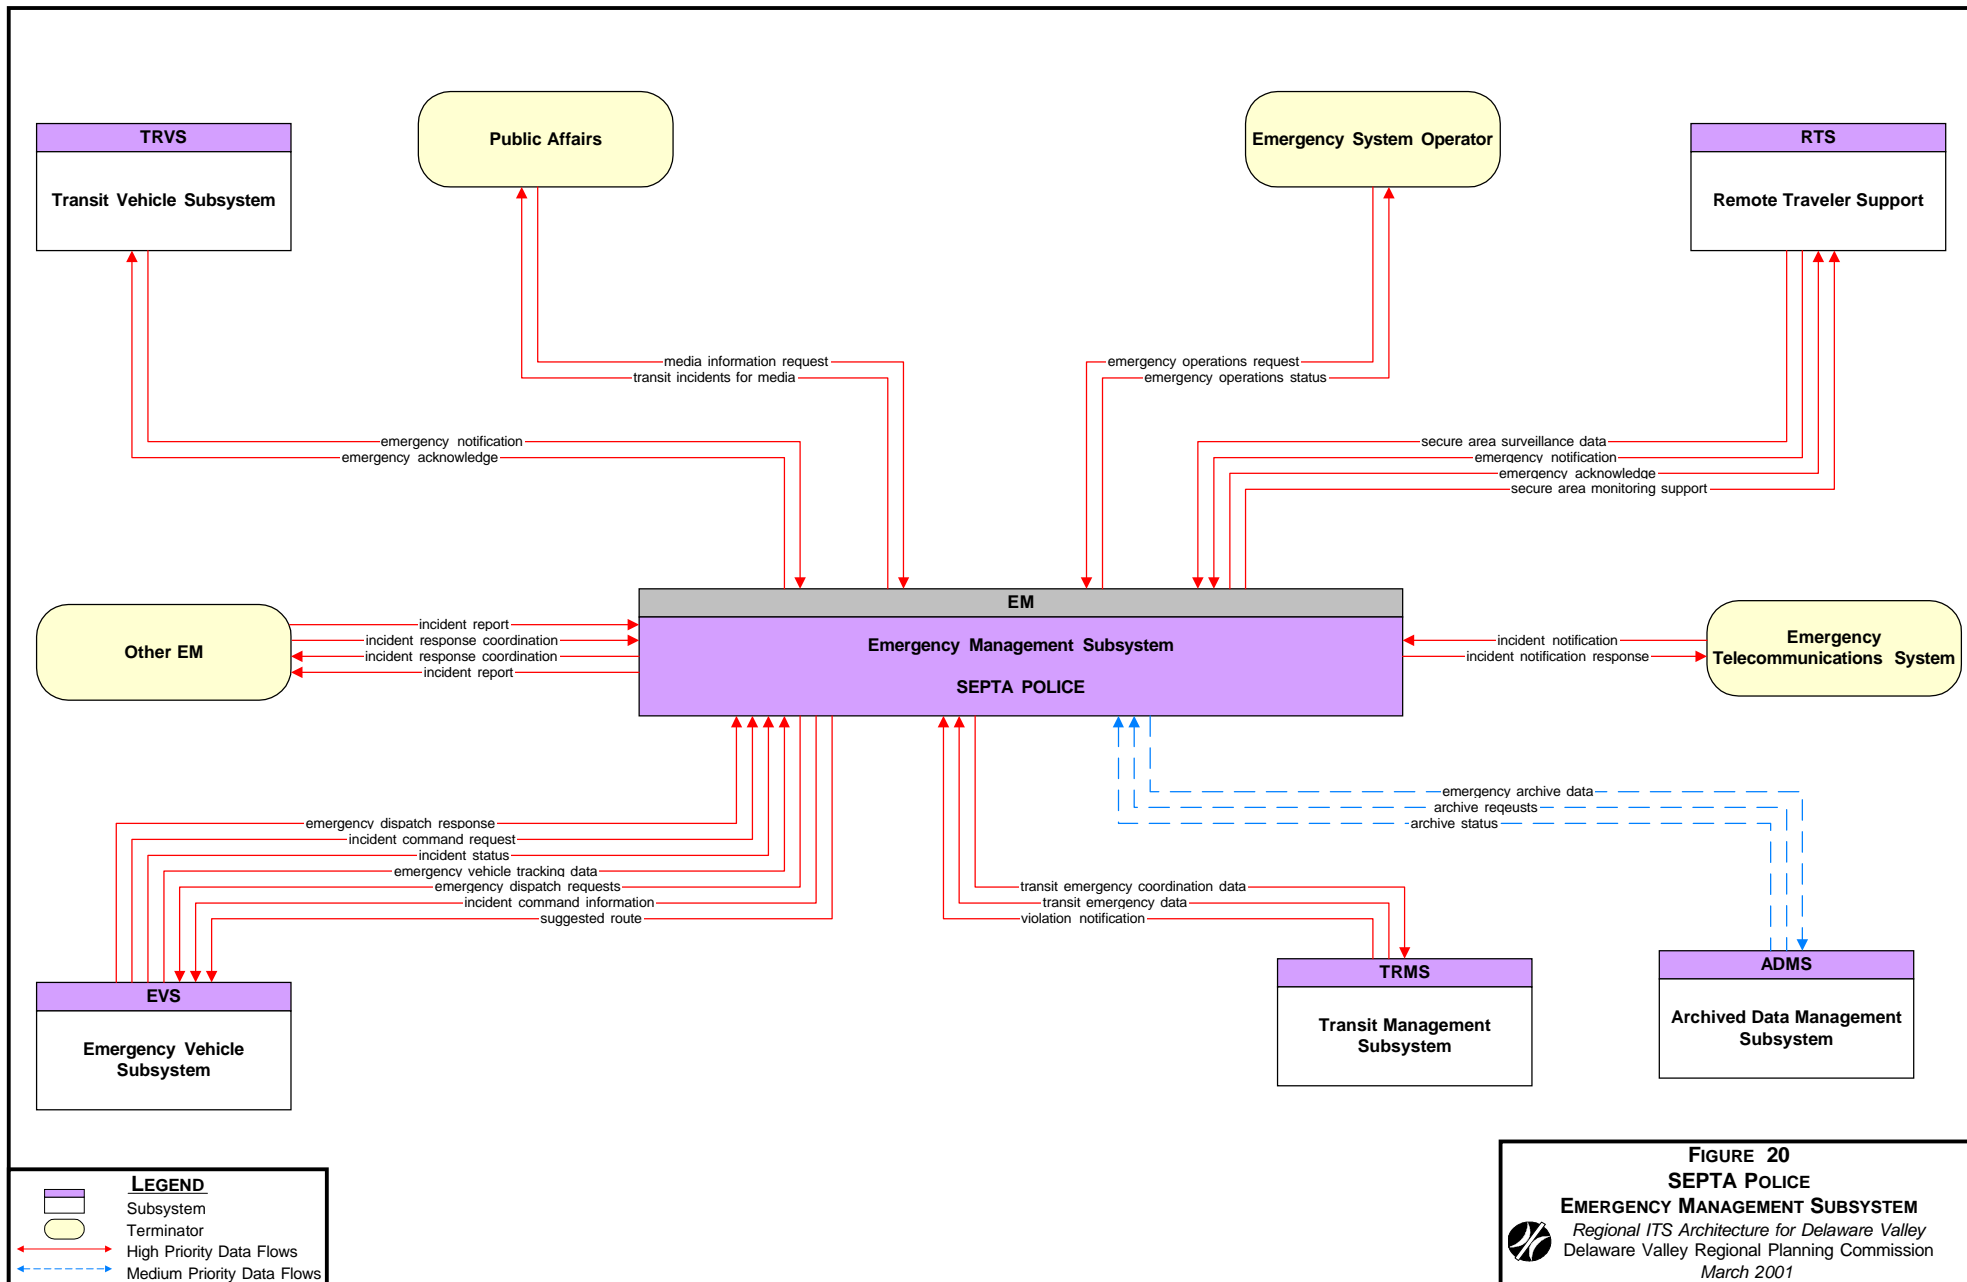 TRVS
Transit Vehicle Subsystem
Public Affairs
Emergency System Operator
RTS
Remote Traveler Support
media information request
transit incidents for media
emergency operations request
emergency operations status
emergency notification
emergency acknowledge
secure area surveillance data
emergency notification
emergency acknowledge
secure area monitoring support
Other EM
incident report
incident response coordination
incident response coordination
incident report
EM
Emergency Management Subsystem
SEPTA POLICE
incident notification
incident notification response
Emergency
Telecommunications System
emergency dispatch response
incident command request
incident status
emergency vehicle tracking data
emergency dispatch requests
incident command information
suggested route
transit emergency coordination data
transit emergency data
violation notification
emergency archive data
archive reqeusts
archive status
EVS
Emergency Vehicle
Subsystem
TRMS
Transit Management
Subsystem
ADMS
Archived Data Management
Subsystem
LEGEND
Subsystem
Terminator
High Priority Data Flows
Medium Priority Data Flows
FIGURE 20
SEPTA POLICE
EMERGENCY MANAGEMENT SUBSYSTEM
Regional ITS Architecture for Delaware Valley
Delaware Valley Regional Planning Commission
March 2001